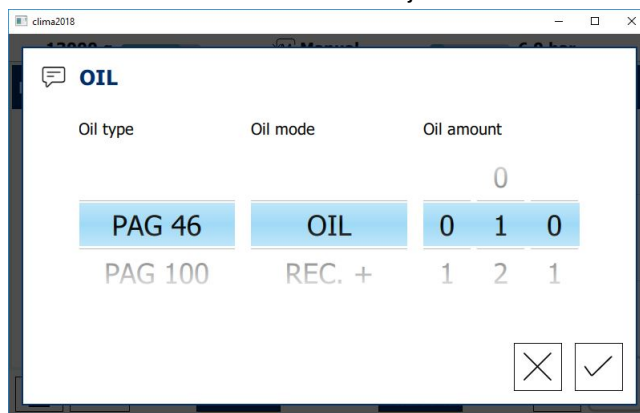 clima2018
Manual
OIL
Oil type Oil mode Oil amount
0
PAG 46 OIL 0 1 0
PAG 100 REC. + 1 2 1